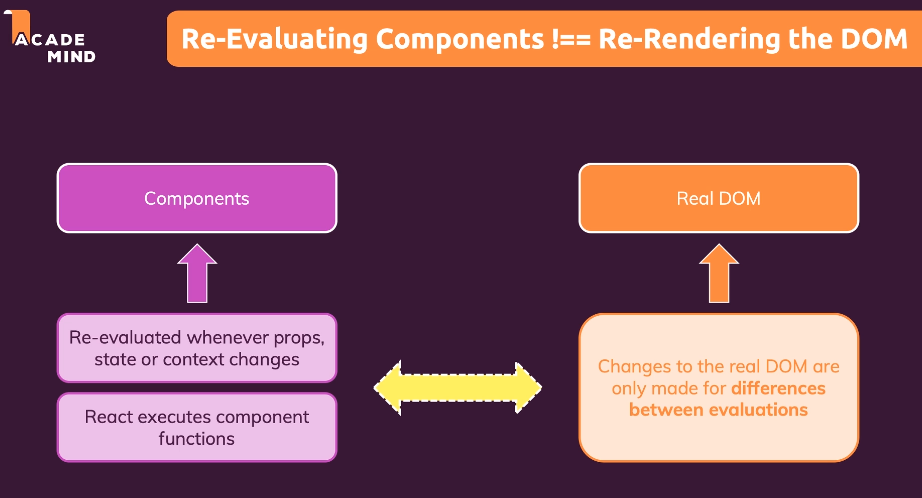 ACADE
MIND
Re-Evaluating Components !== Re-Rendering the DOM
Components
Real DOM
Re-evaluated whenever props,
state or context changes
React executes component
functions
Changes to the real DOM are
only made for differences
between evaluations